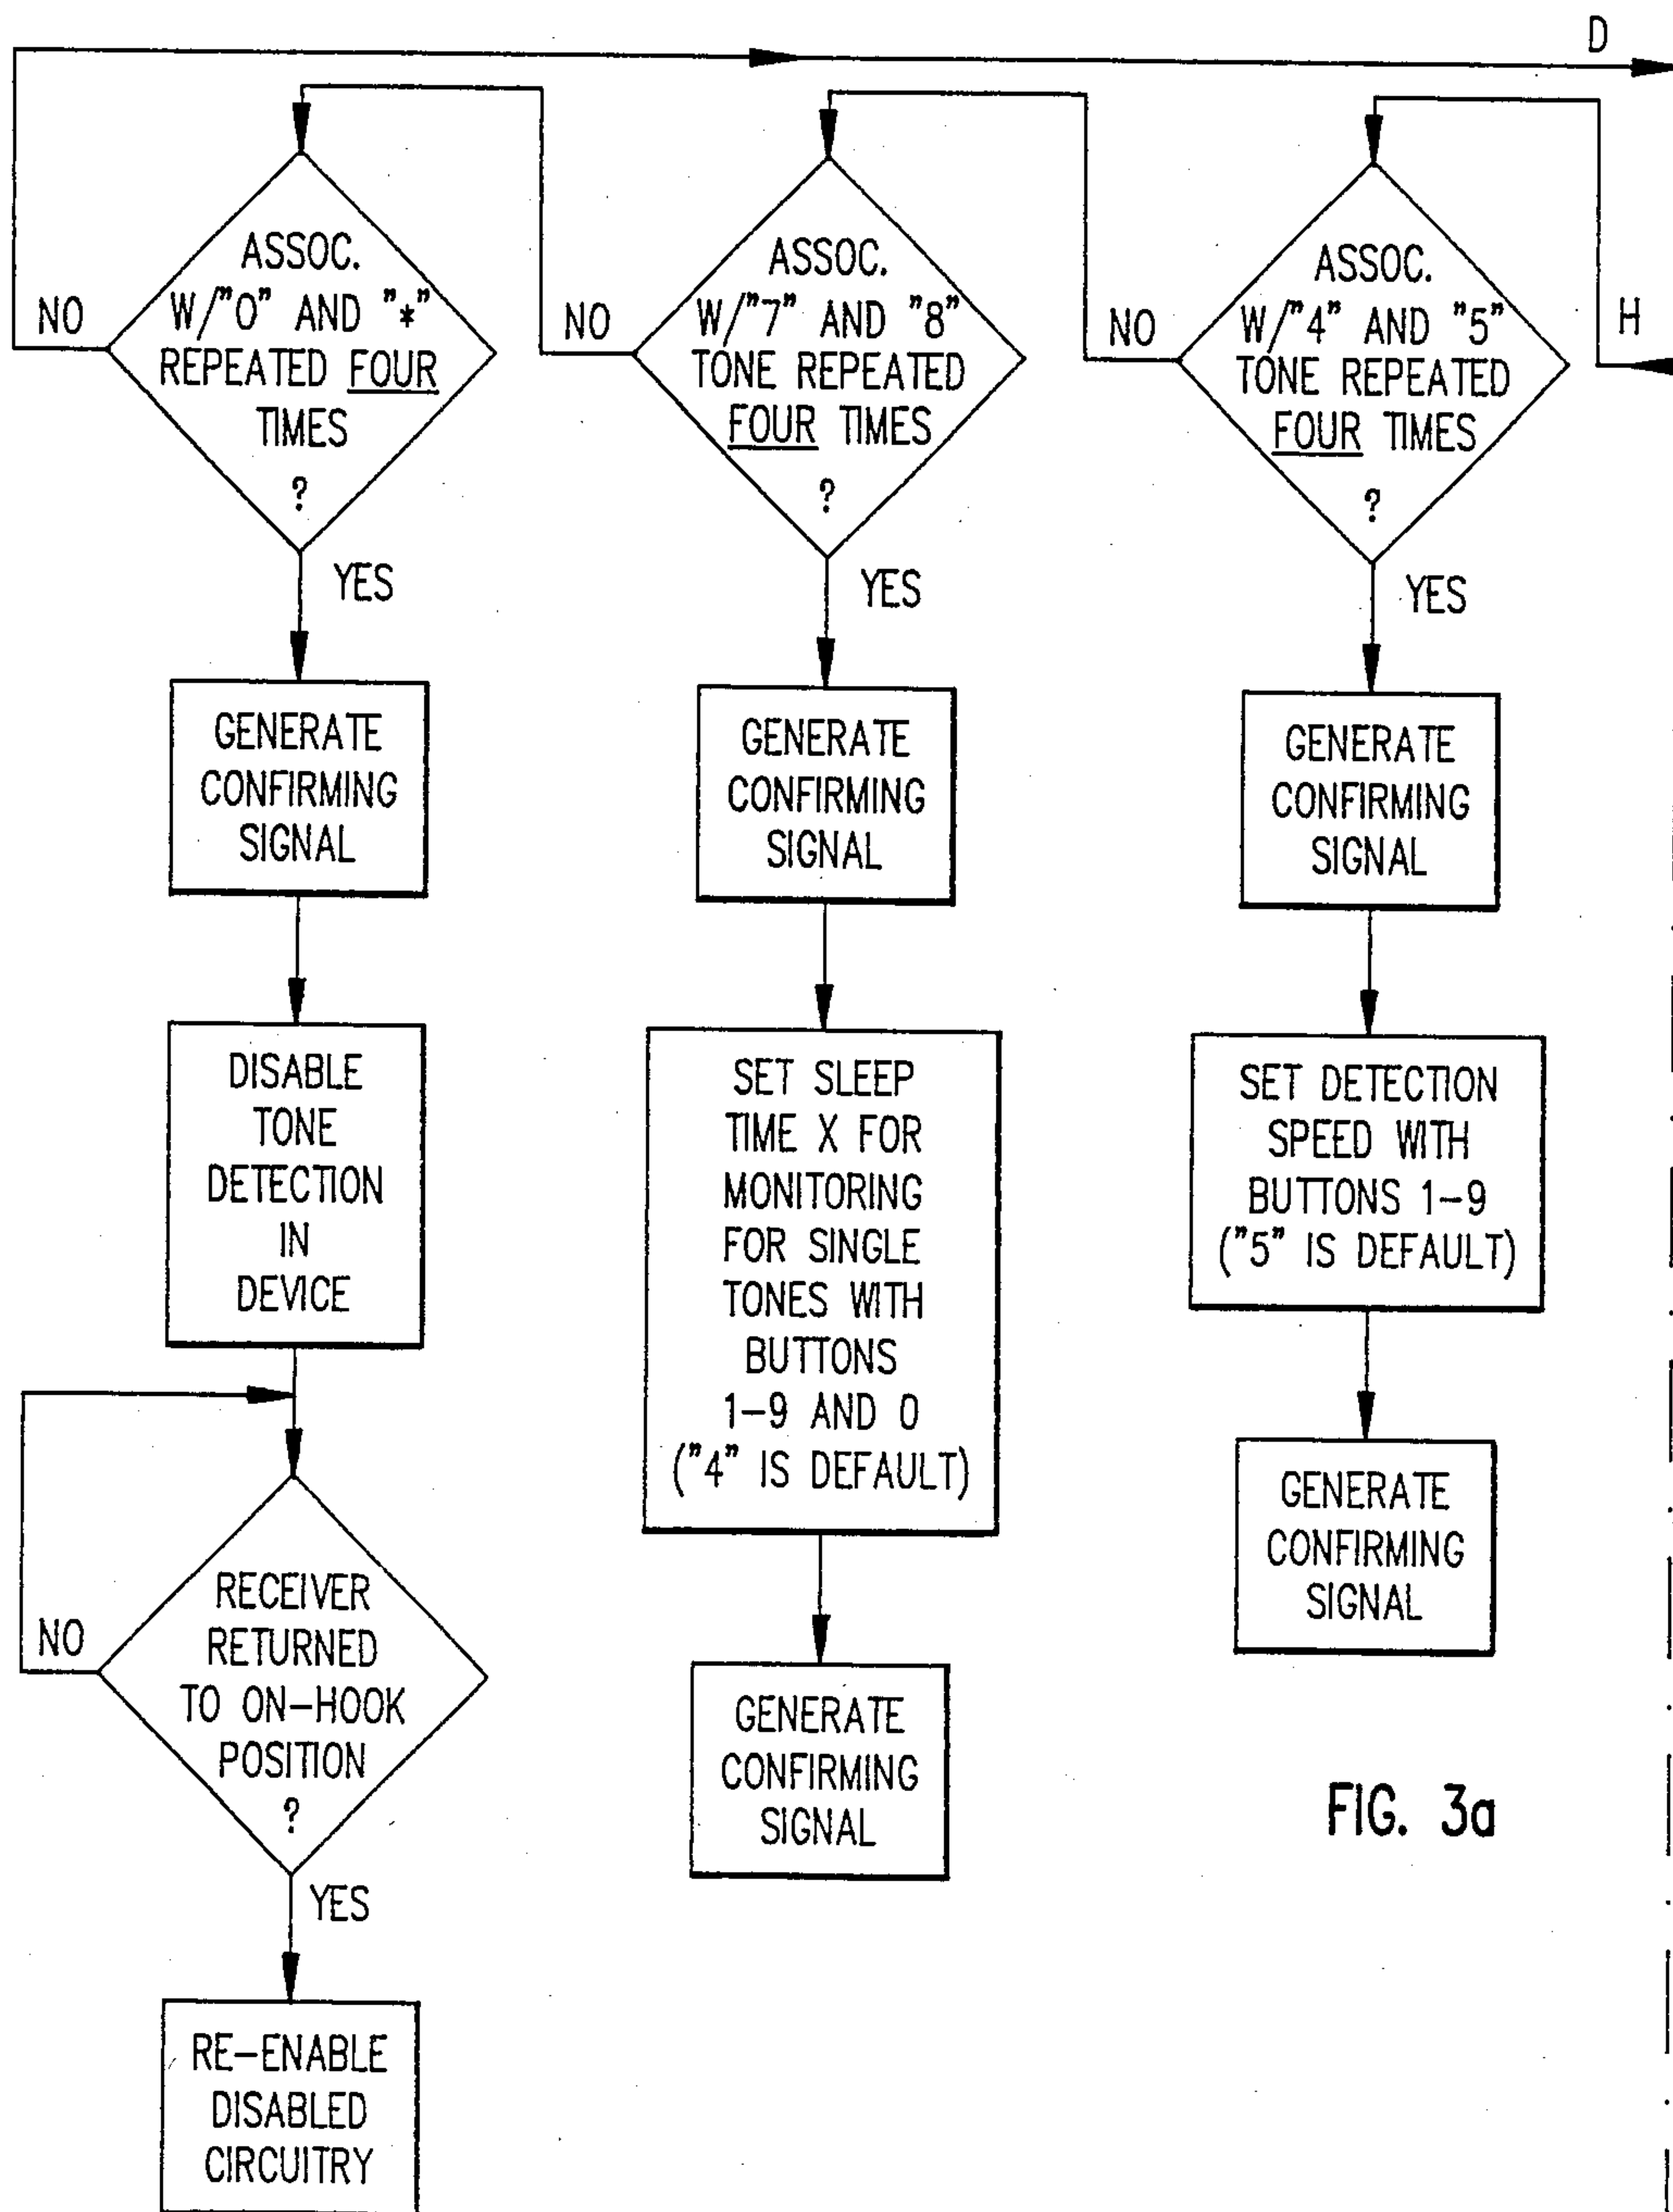 D
ASSOC.
W/"0" AND "*"
REPEATED FOUR
TIMES
?
NO
YES
GENERATE
CONFIRMING
SIGNAL
DISABLE
TONE
DETECTION
IN
DEVICE
RECEIVER
RETURNED
TO ON-HOOK
POSITION
?
NO
YES
RE-ENABLE
DISABLED
CIRCUITRY
ASSOC.
W/"7" AND "8"
TONE REPEATED
FOUR TIMES
?
NO
YES
GENERATE
CONFIRMING
SIGNAL
SET SLEEP
TIME X FOR
MONITORING
FOR SINGLE
TONES WITH
BUTTONS
1-9 AND 0
("4" IS DEFAULT)
GENERATE
CONFIRMING
SIGNAL
ASSOC.
W/"4" AND "5"
TONE REPEATED
FOUR TIMES
?
NO
H
YES
GENERATE
CONFIRMING
SIGNAL
SET DETECTION
SPEED WITH
BUTTONS 1-9
("5" IS DEFAULT)
GENERATE
CONFIRMING
SIGNAL
FIG. 3a